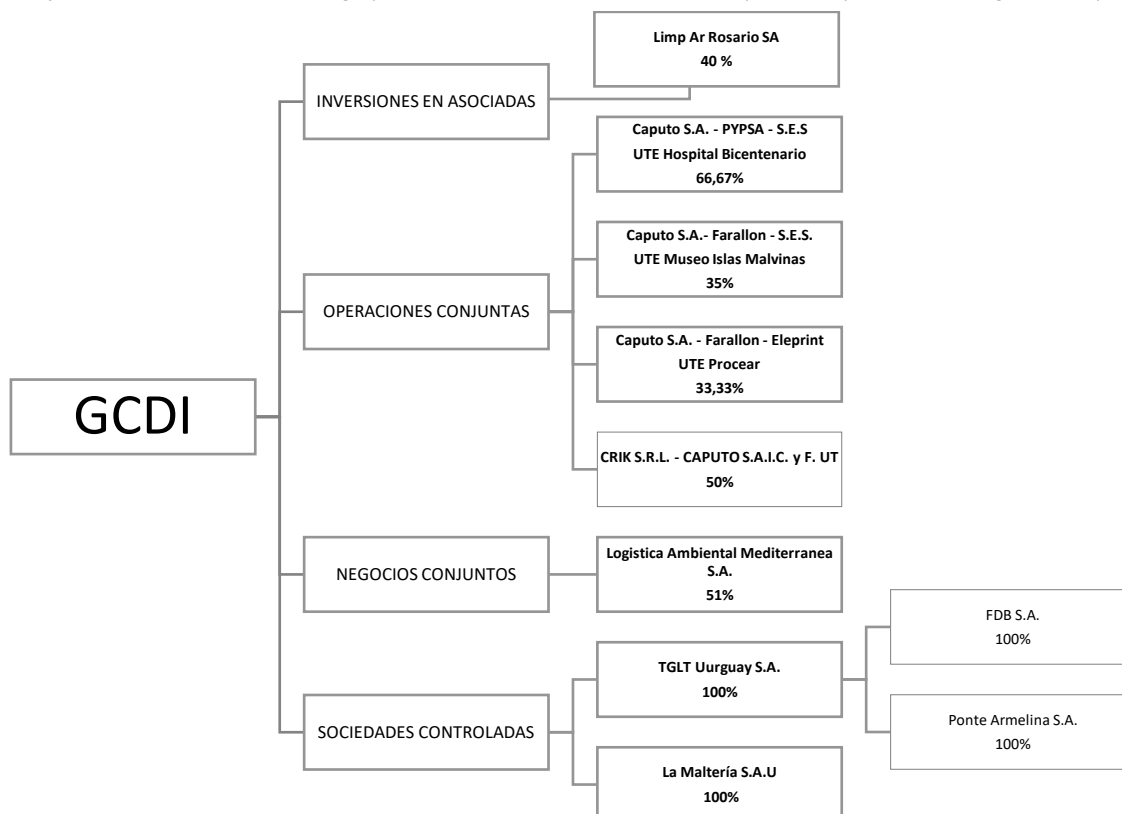 GCDI
INVERSIONES EN ASOCIADAS
Limp Ar Rosario SA
40 %
OPERACIONES CONJUNTAS
Caputo S.A. - PYPSA - S.E.S
UTE Hospital Bicentenario
66,67%
Caputo S.A.- Farallon - S.E.S.
UTE Museo Islas Malvinas
35%
Caputo S.A. - Farallon - Eleprint
UTE Procear
33,33%
CRIK S.R.L. - CAPUTO S.A.I.C. y F. UT
50%
NEGOCIOS CONJUNTOS
Logistica Ambiental Mediterranea
S.A.
51%
SOCIEDADES CONTROLADAS
TGLT Uurguay S.A.
100%
FDB S.A.
100%
Ponte Armelina S.A.
100%
La Maltería S.A.U
100%